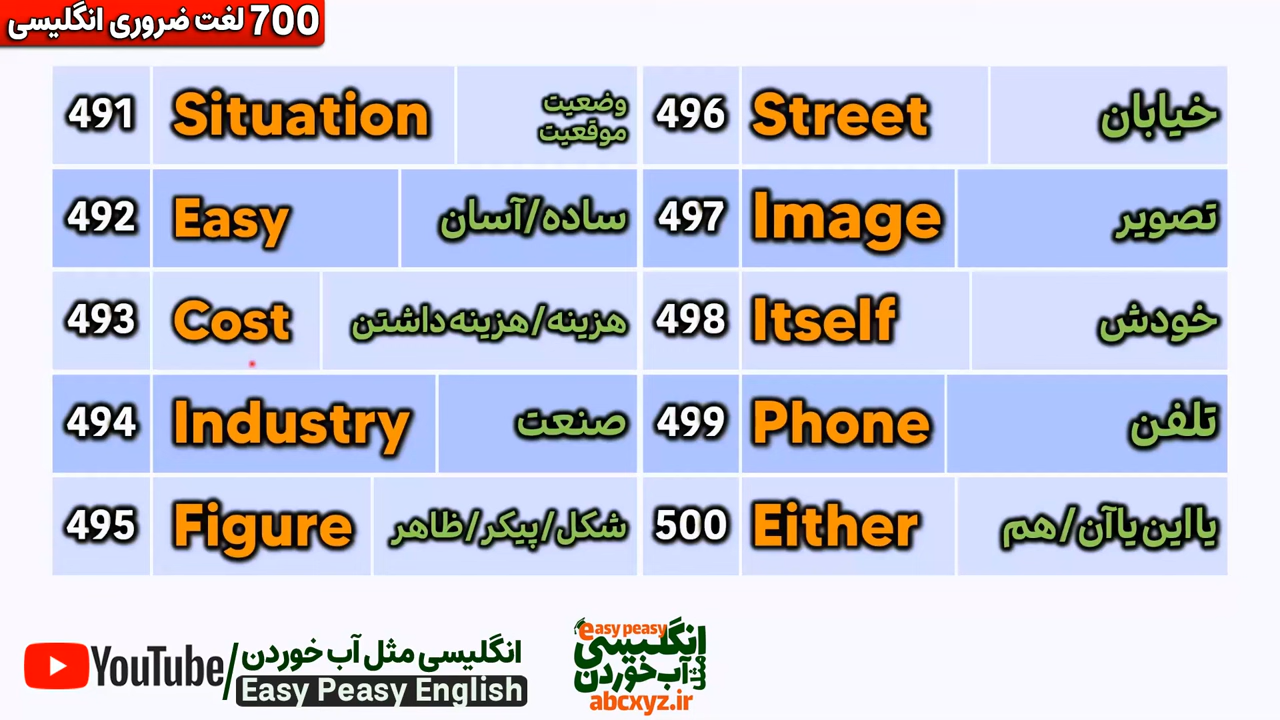 700 لغت ضروری انگلیسی
491 Situation وضعیت
موقعیت
492 Easy ساده/آسان
493 Cost هزینه/هزینه داشتن
494 Industry صنعت
495 Figure شکل/پیکر/ظاهر
496 Street خیابان
497 Image تصویر
498 Itself خودش
499 Phone تلفن
500 Either یا این یا آن/هم
YouTube/انگلیسی مثل آب خوردن
Easy Peasy English
easy peasy
انگلیسی
مثل آب خوردن
abcxyz.ir